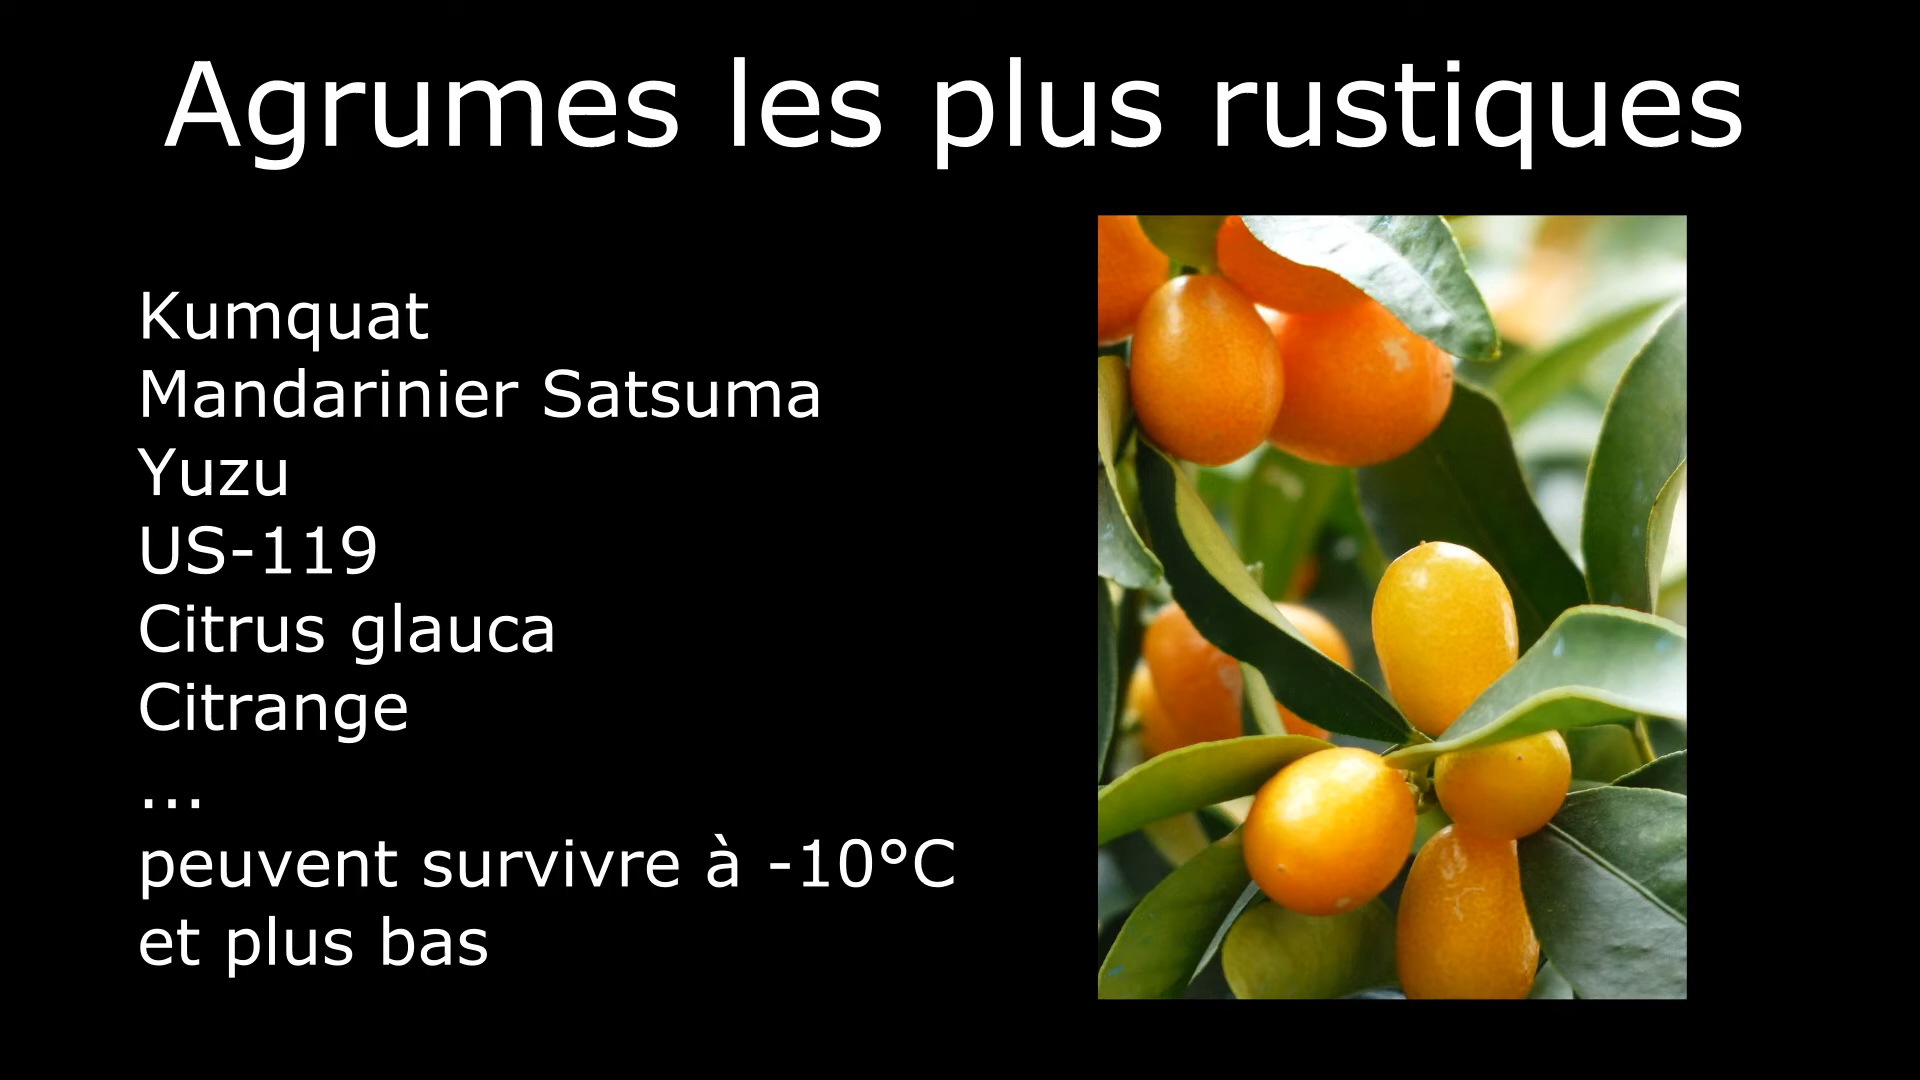 Agrumes les plus rustiques
Kumquat
Mandarinier Satsuma
Yuzu
US-119
Citrus glauca
Citrange
...
peuvent survivre à -10°C
et plus bas